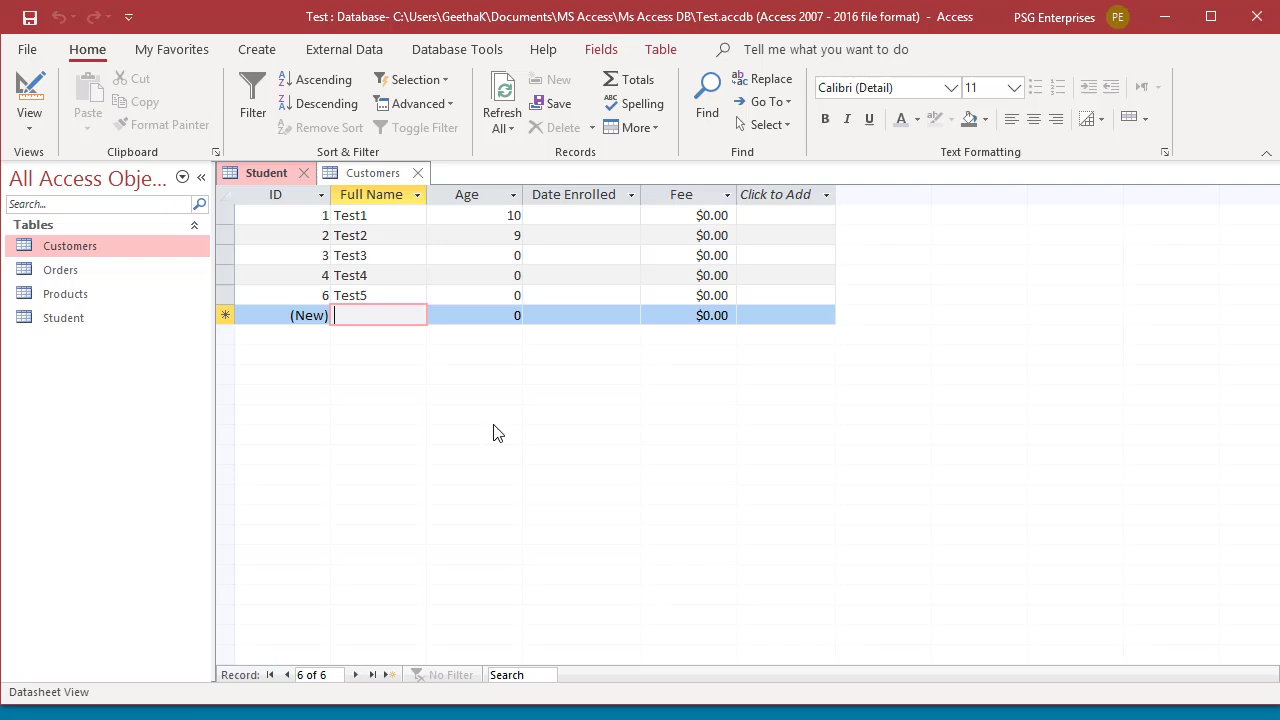 Test : Database- C:\Users\GeethaK\Documents\MS Access\Ms Access DB\Test.accdb (Access 2007 - 2016 file format) - Access PSG Enterprises PE
File Home My Favorites Create External Data Database Tools Help Fields Table Tell me what you want to do
View
Views
Paste
Cut
Copy
Format Painter
Clipboard
Filter
Ascending
Descending
Remove Sort
Selection
Advanced
Toggle Filter
Sort & Filter
Refresh
All
New
Save
Delete
Totals
Spelling
More
Records
Find
Replace
Go To
Select
Find
Calibri (Detail) 11
B I U A
Text Formatting
All Access Obje...
Search...
Tables
Customers
Orders
Products
Student
Student Customers
ID Full Name Age Date Enrolled Fee Click to Add
1 Test1 10 $0.00
2 Test2 9 $0.00
3 Test3 0 $0.00
4 Test4 0 $0.00
6 Test5 0 $0.00
(New) 0 $0.00
Record: 6 of 6 No Filter Search
Datasheet View